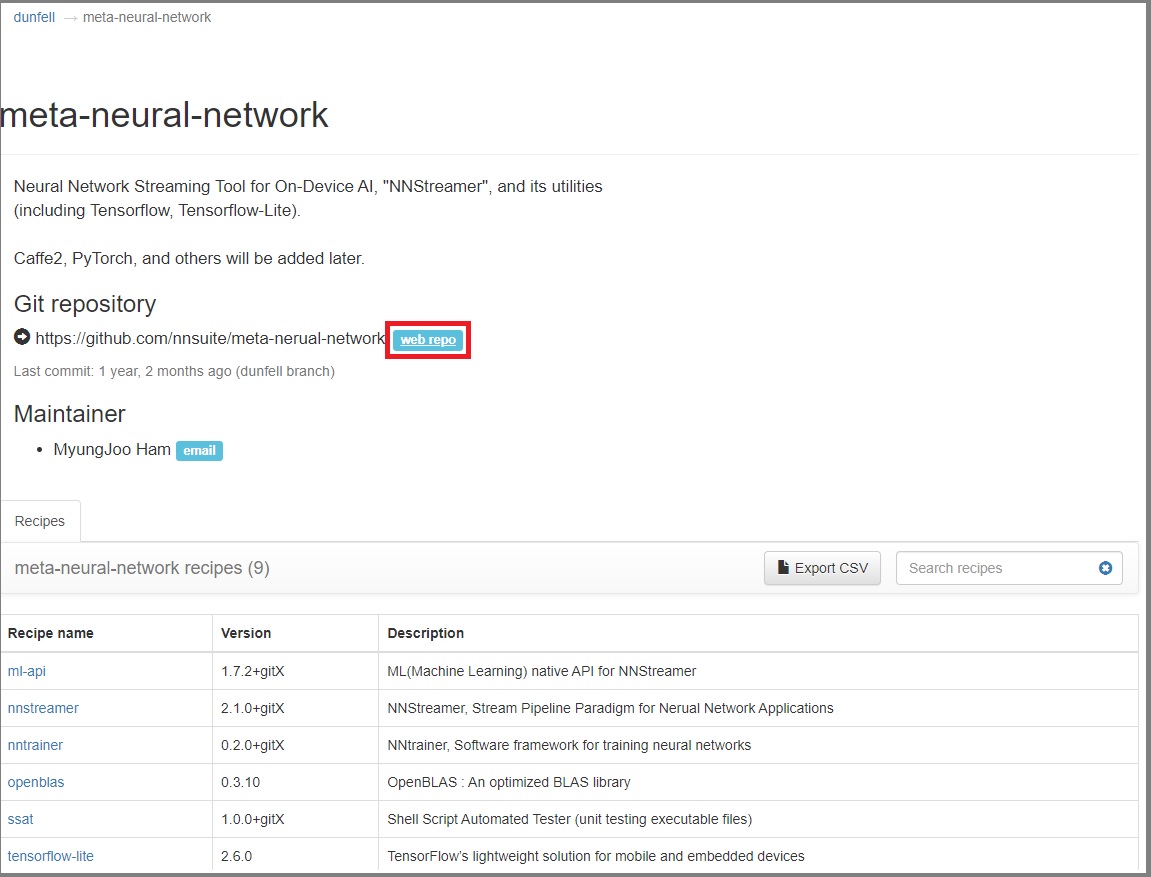 dunfell → meta-neural-network
meta-neural-network
Neural Network Streaming Tool for On-Device AI, "NNStreamer", and its utilities
(including Tensorflow, Tensorflow-Lite).
Caffe2, PyTorch, and others will be added later.
Git repository
https://github.com/nnsuite/meta-nerual-network web repo
Last commit: 1 year, 2 months ago (dunfell branch)
Maintainer
• MyungJoo Ham email
Recipes
meta-neural-network recipes (9) Export CSV Search recipes
Recipe name Version Description
ml-api 1.7.2+gitX ML(Machine Learning) native API for NNStreamer
nnstreamer 2.1.0+gitX NNStreamer, Stream Pipeline Paradigm for Nerual Network Applications
nntrainer 0.2.0+gitX NNtrainer, Software framework for training neural networks
openblas 0.3.10 OpenBLAS : An optimized BLAS library
ssat 1.0.0+gitX Shell Script Automated Tester (unit testing executable files)
tensorflow-lite 2.6.0 TensorFlow’s lightweight solution for mobile and embedded devices